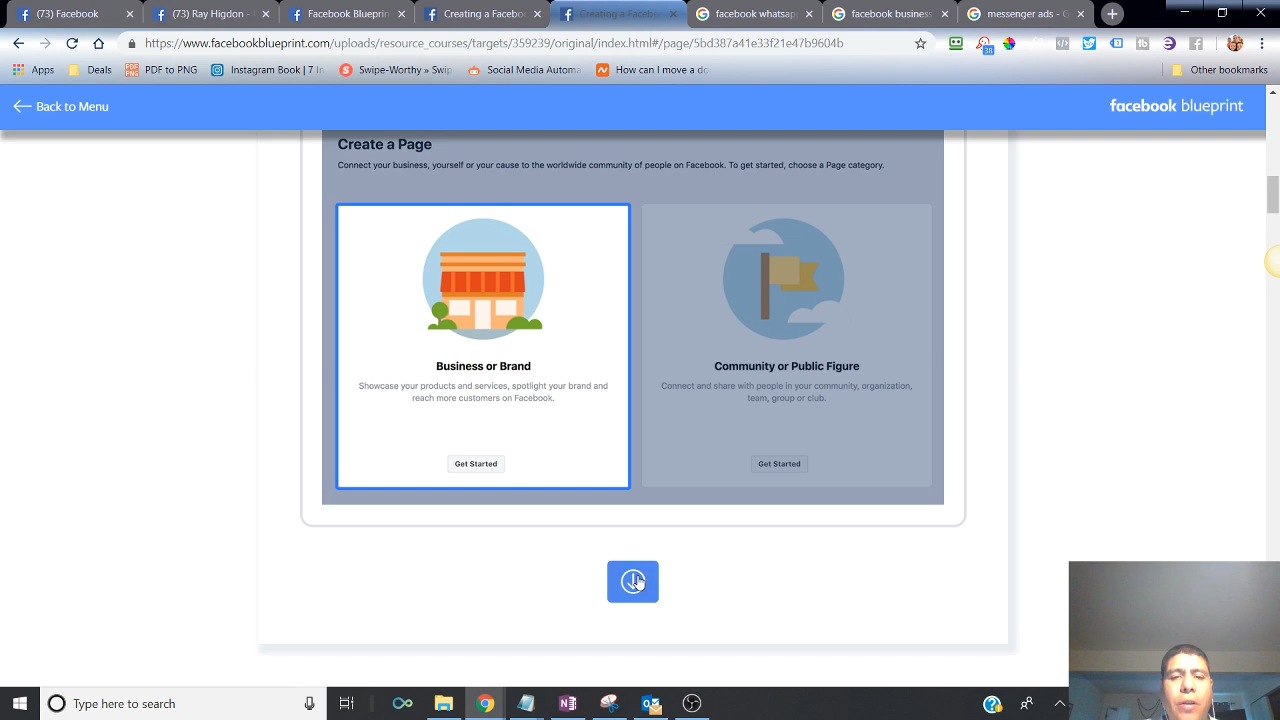 (73) Facebook
(73) Ray Higdon -
Facebook Blueprin
Creating a Facebo
Creating a Facebo
facebook whatsap
facebook business
messenger ads - G
https://www.facebookblueprint.com/uploads/resource_courses/targets/359239/original/index.html#/page/5bd387a41e33f21e47b9604b
38
Apps
Deals
PDF to PNG
Instagram Book | 7 In
Swipe-Worthy » Swip
Social Media Automa
How can I move a do
Other bookmarks
Back to Menu
facebook blueprint
Create a Page
Connect your business, yourself or your cause to the worldwide community of people on Facebook. To get started, choose a Page category.
Business or Brand
Showcase your products and services, spotlight your brand and
reach more customers on Facebook.
Get Started
Community or Public Figure
Connect and share with people in your community, organization,
team, group or club.
Get Started
Type here to search